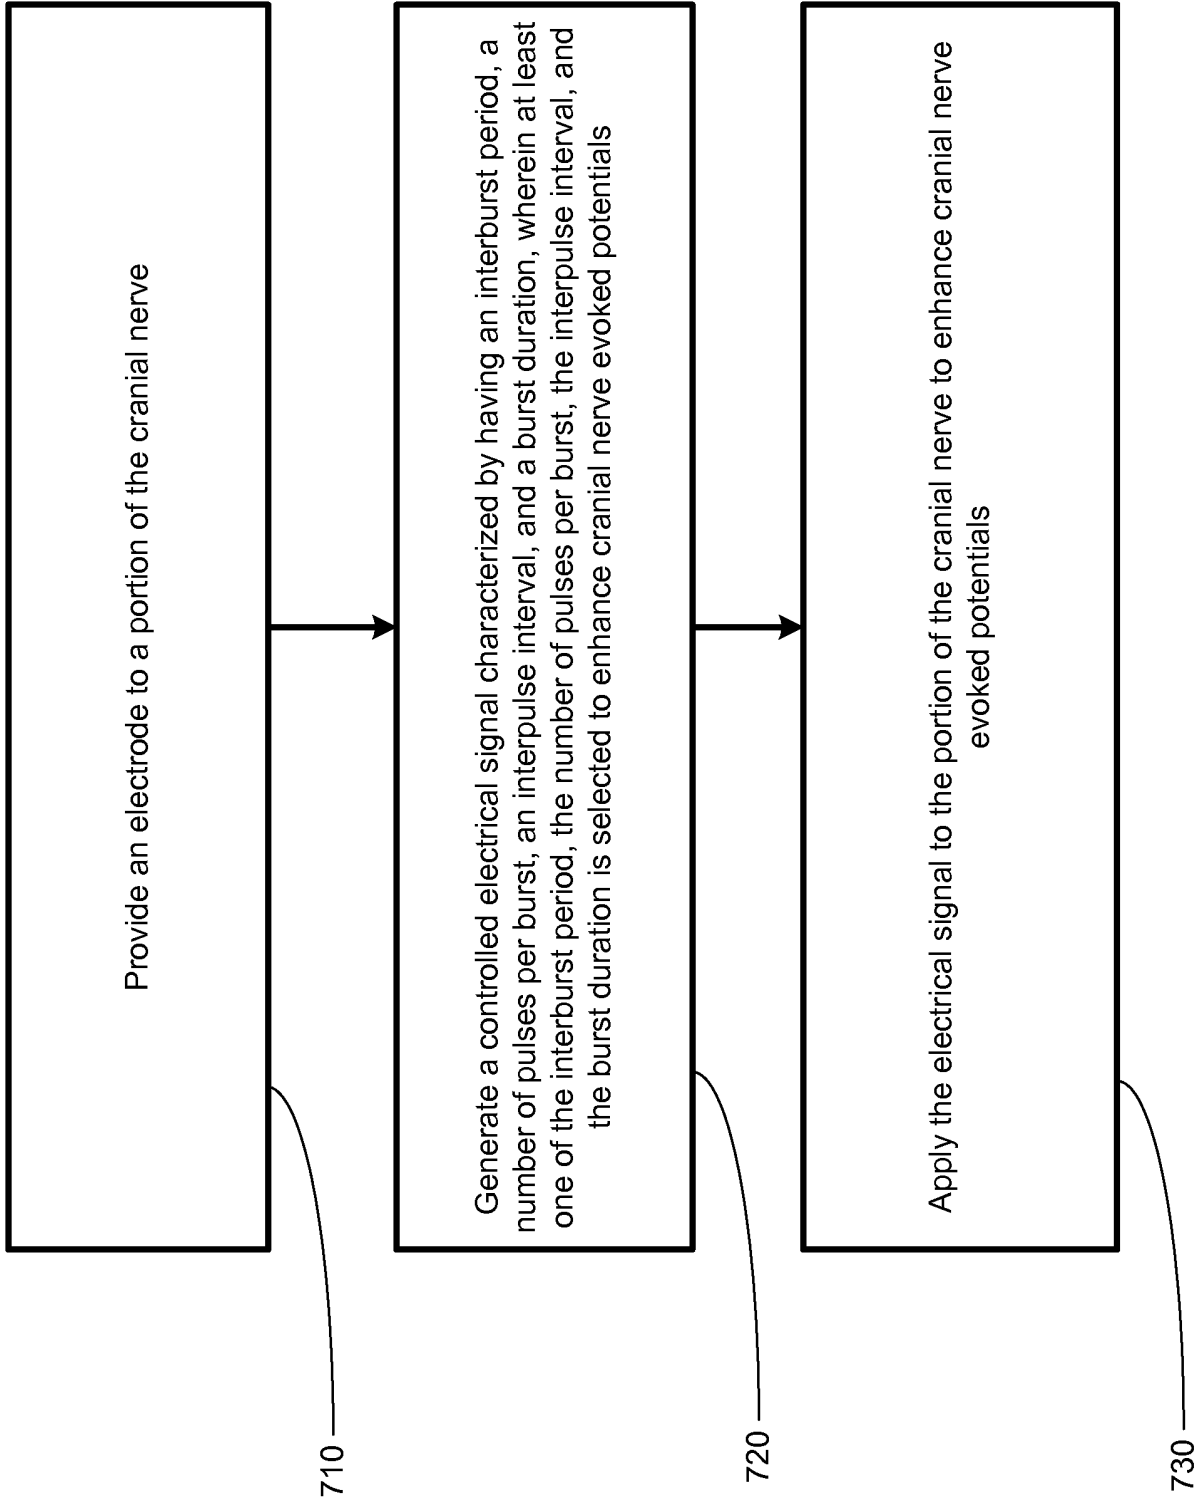 Provide an electrode to a portion of the cranial nerve
710
Generate a controlled electrical signal characterized by having an interburst period, a
number of pulses per burst, an interpulse interval, and a burst duration, wherein at least
one of the interburst period, the number of pulses per burst, the interpulse interval, and
the burst duration is selected to enhance cranial nerve evoked potentials
720
Apply the electrical signal to the portion of the cranial nerve to enhance cranial nerve
evoked potentials
730